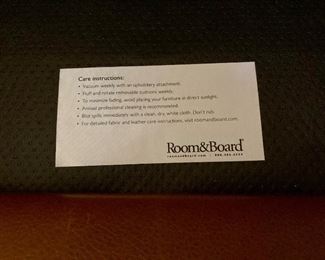 Care instructions:
• Vacuum weekly with an upholstery attachment.
• Fluff and rotate removable cushions weekly.
• To minimize fading, avoid placing your furniture in direct sunlight.
• Annual professional cleaning is recommended.
• Blot spills immediately with a clean, dry, white cloth. Don't rub.
• For detailed fabric and leather care instructions, visit roomandboard.com.
Room&Board®
roomandboard.com